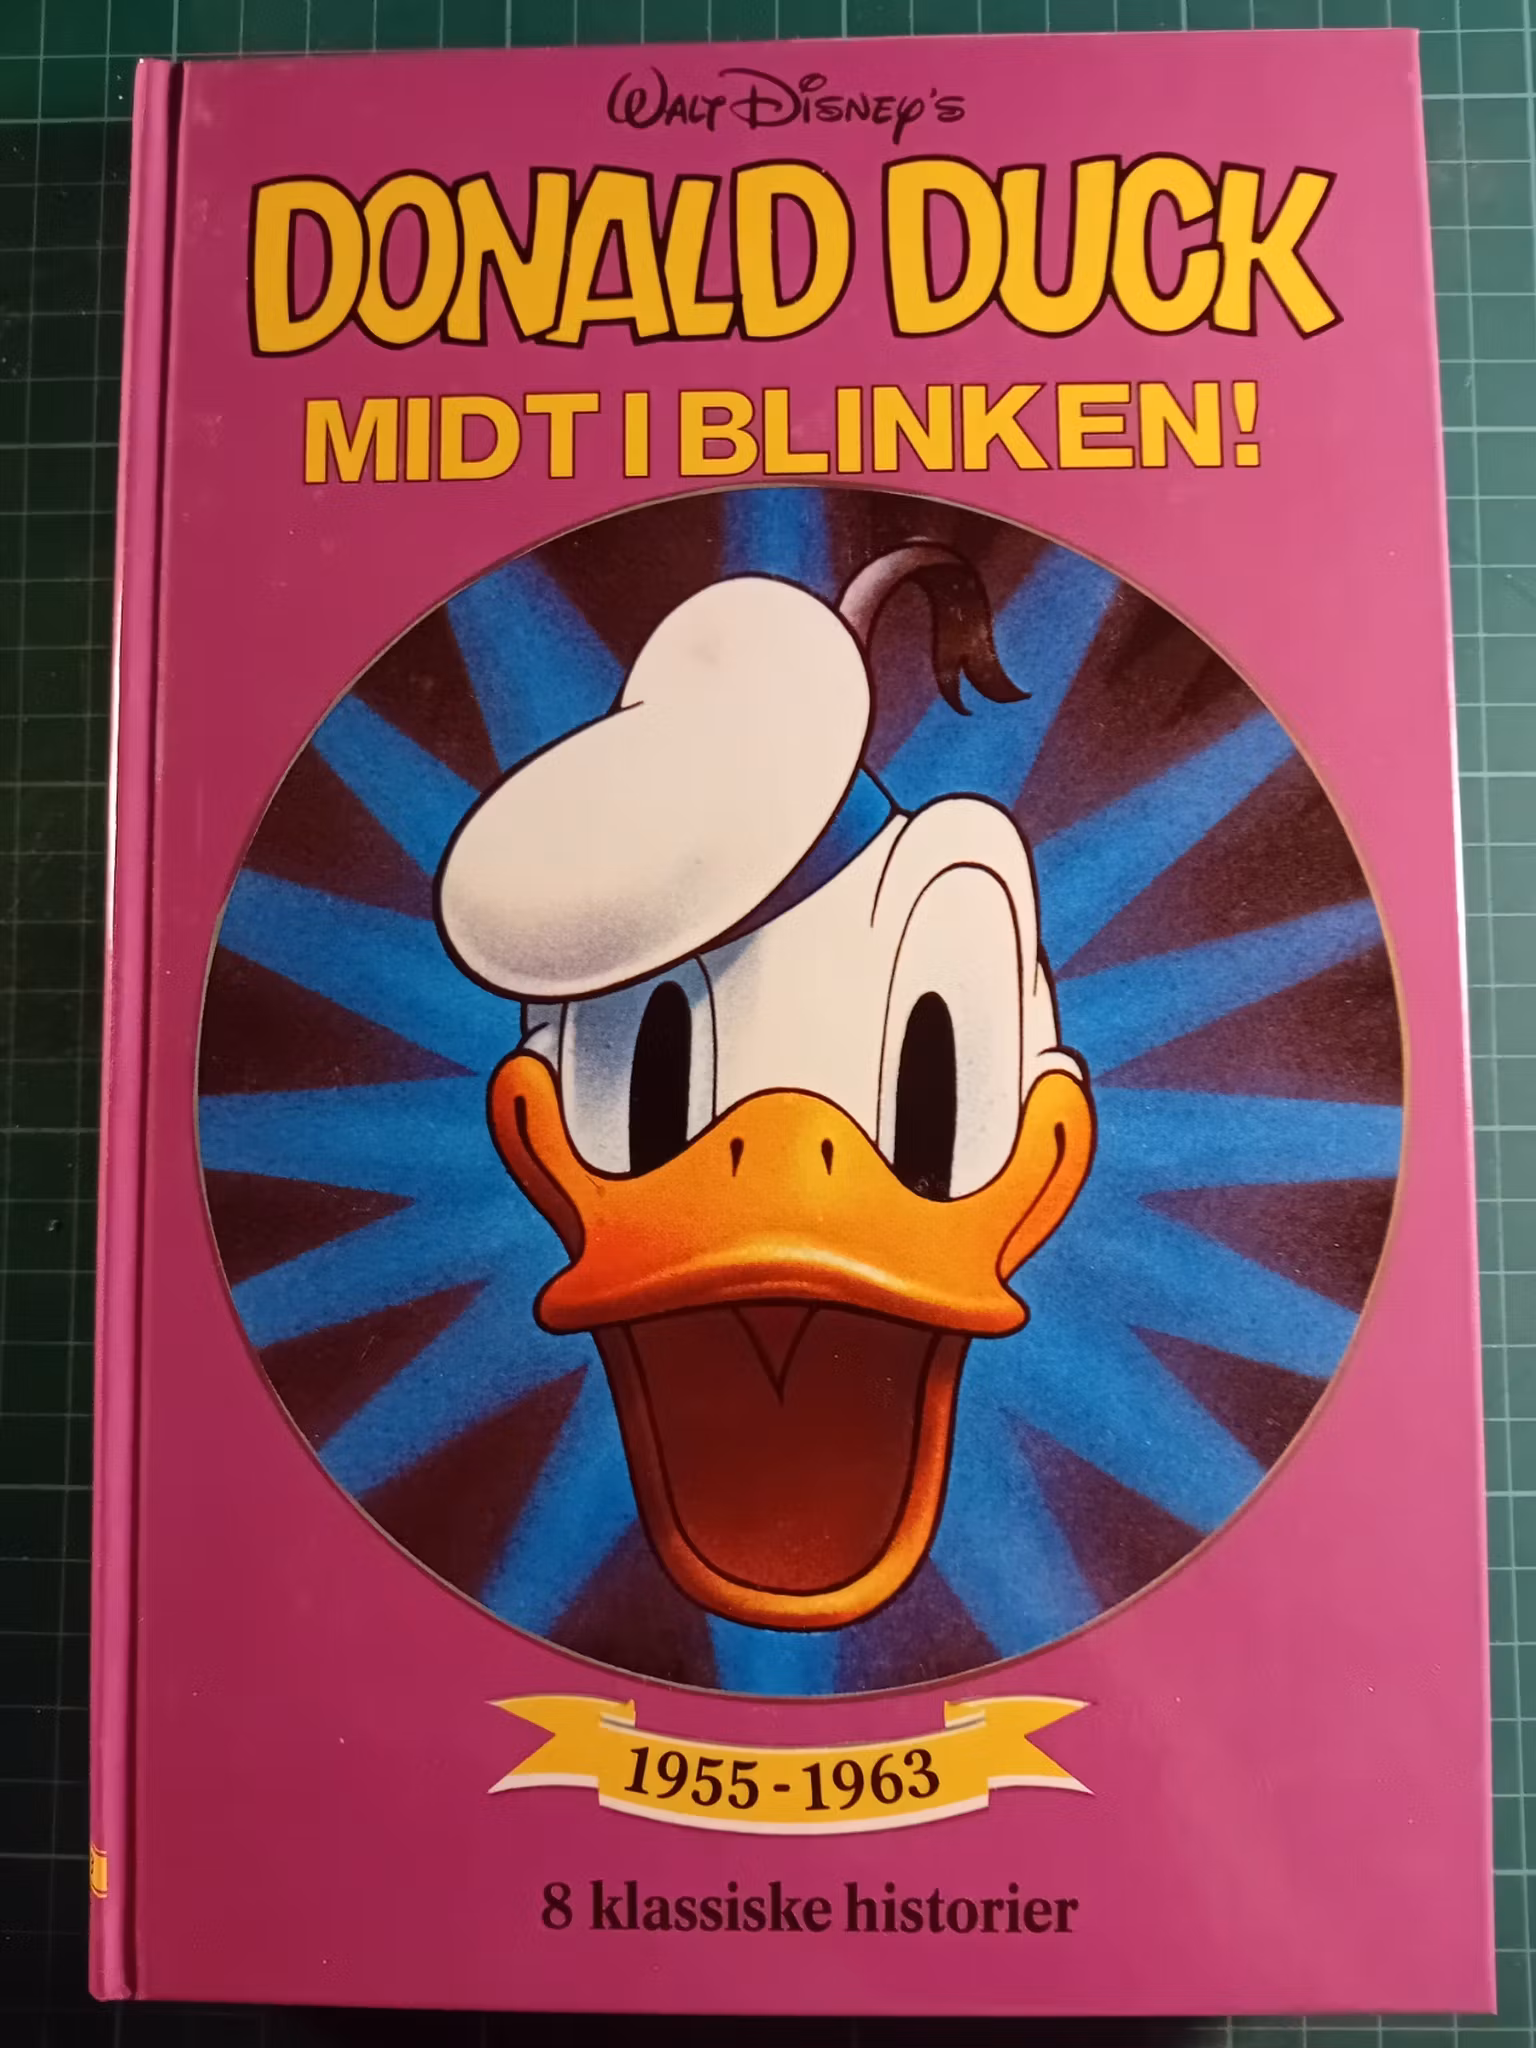 WALT DISNEY'S
DONALD DUCK
MIDT I BLINKEN!
1955-1963
8 klassiske historier